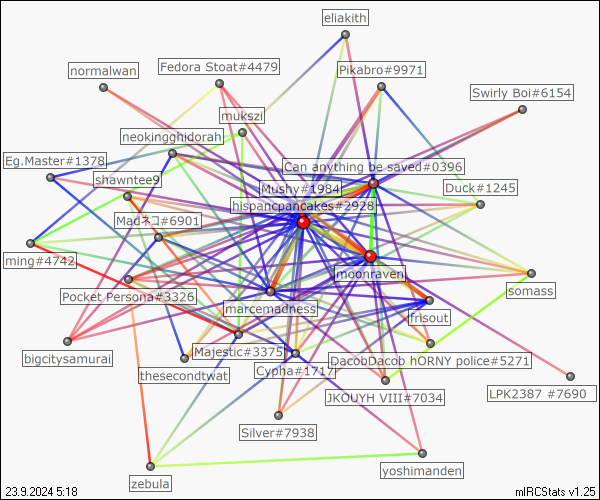 eliakith
normalwan
Fedora Stoat#4479
Pikabro#9971
Swirly Boi#6154
mukszi
neokingghidorah
Eg.Master#1378
Can anything be saved#0396
shawntee9
Mushy#1984
Duck#1245
hispancpancakes#2928
Madネコ#6901
ming#4742
moonraven
somass
Pocket Persona#3326
marcemadness
frisout
bigcitysamurai
Majestic#3375
DacobDacob hORNY police#5271
thesecondtwat
Cypha#1717
LPK2387 #7690
JKOUYH VIII#7034
Silver#7938
yoshimanden
zebula
23.9.2024 5:18
mIRCStats v1.25